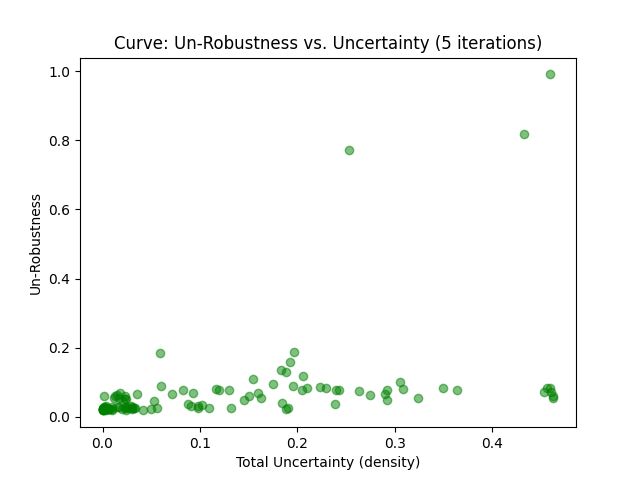 Curve: Un-Robustness vs. Uncertainty (5 iterations)
1.0
0.8
0.6
0.4
0.2
0.0
Un-Robustness
0.0 0.1 0.2 0.3 0.4
Total Uncertainty (density)